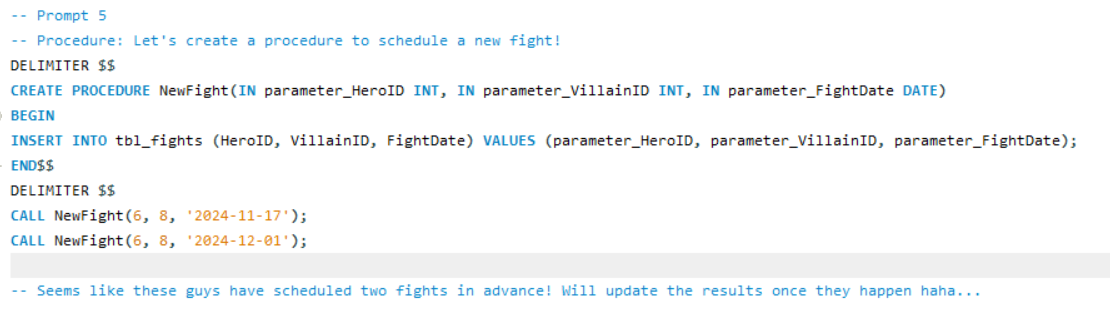 -- Prompt 5
-- Procedure: Let's create a procedure to schedule a new fight!
DELIMITER $$
CREATE PROCEDURE NewFight(IN parameter_HeroID INT, IN parameter_VillainID INT, IN parameter_FightDate DATE)
BEGIN
INSERT INTO tbl_fights (HeroID, VillainID, FightDate) VALUES (parameter_HeroID, parameter_VillainID, parameter_FightDate);
END$$
DELIMITER $$
CALL NewFight(6, 8, '2024-11-17');
CALL NewFight(6, 8, '2024-12-01');
-- Seems like these guys have scheduled two fights in advance! Will update the results once they happen haha...